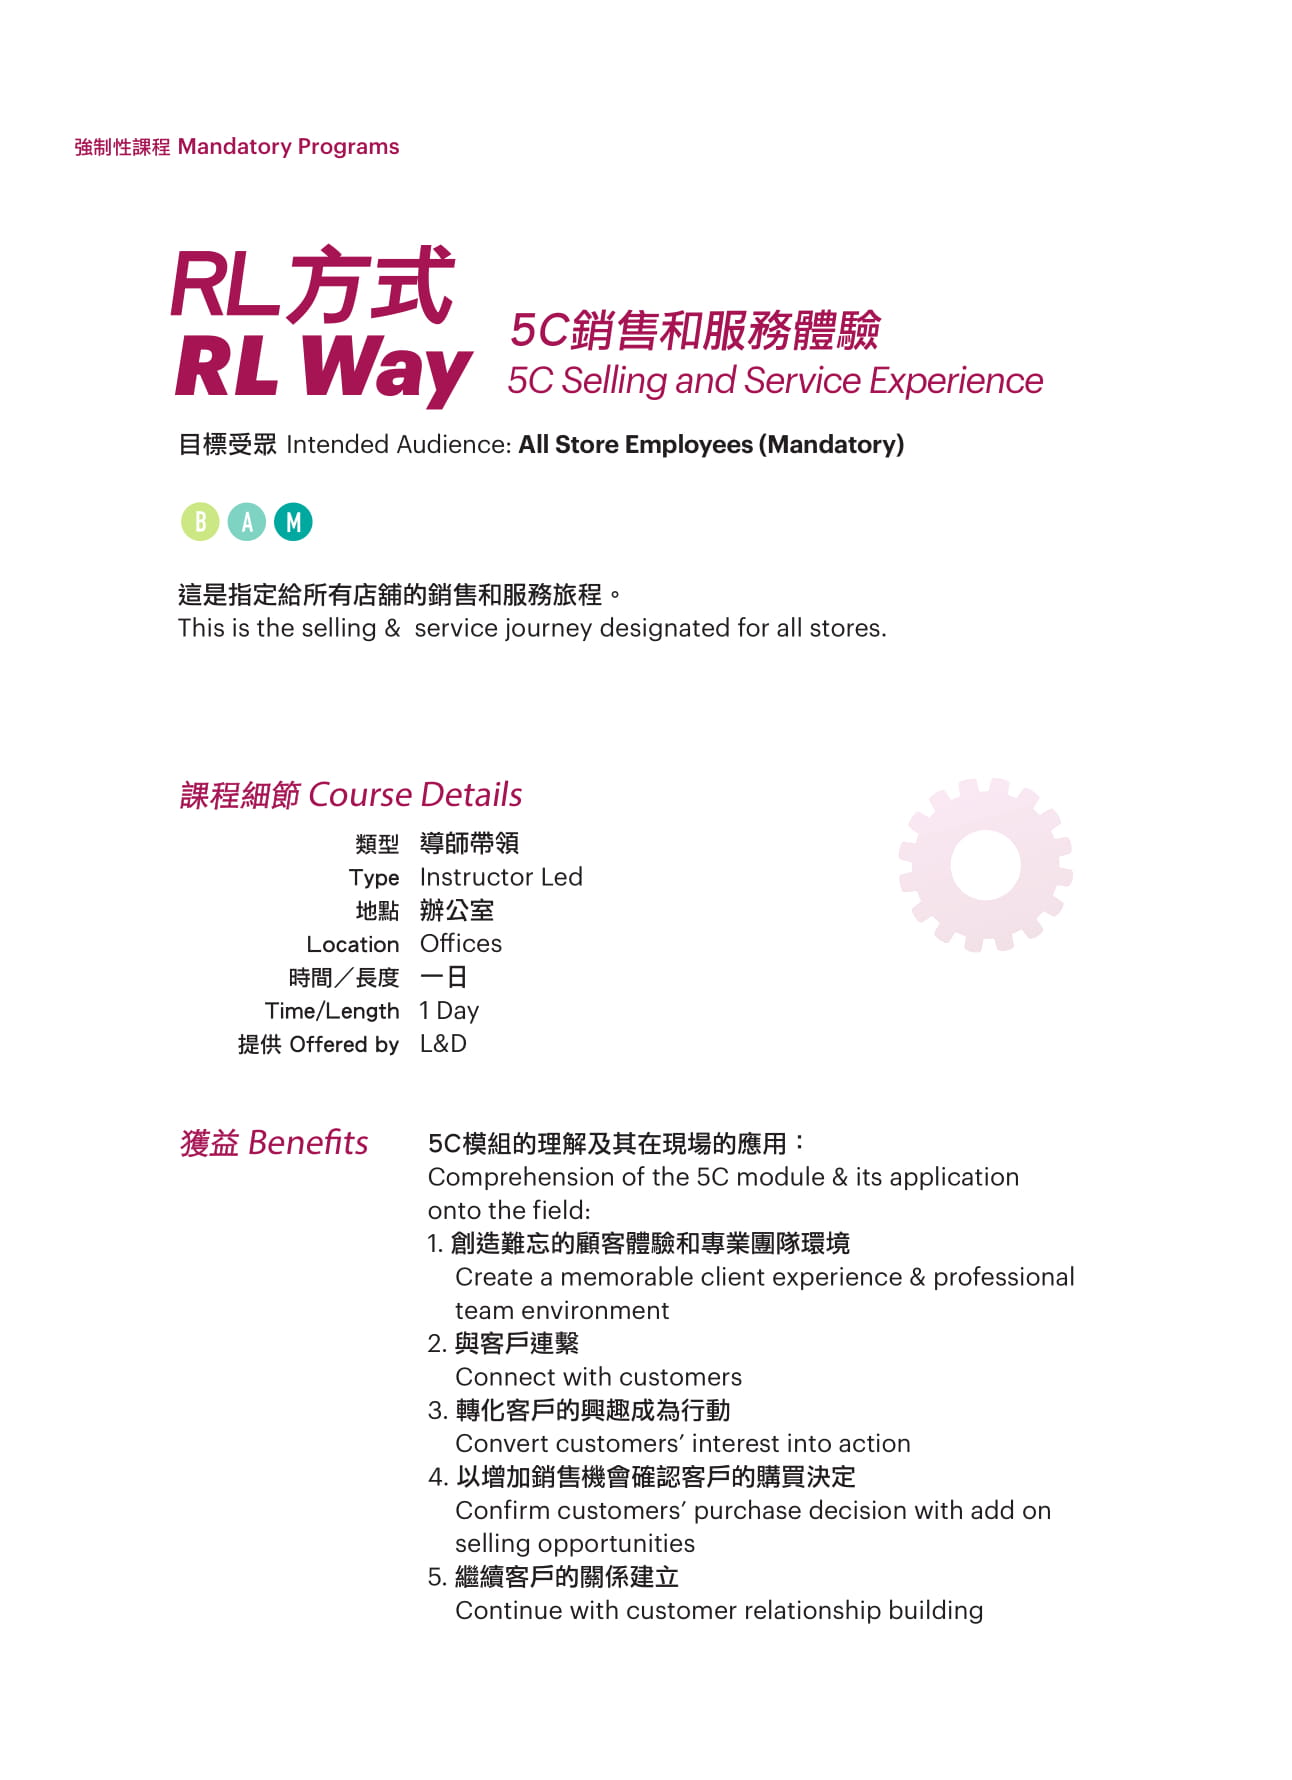 強制性課程 Mandatory Programs
RL方式
RL Way
5C銷售和服務體驗
5C Selling and Service Experience
目標受眾 Intended Audience: All Store Employees (Mandatory)
B A M
這是指定給所有店舖的銷售和服務旅程。
This is the selling & service journey designated for all stores.
課程細節 Course Details
類型 導師帶領
Type Instructor Led
地點 辦公室
Location Offices
時間／長度 一日
Time/Length 1 Day
提供 Offered by L&D
獲益 Benefits
5C模組的理解及其在現場的應用：
Comprehension of the 5C module & its application
onto the field:
1. 創造難忘的顧客體驗和專業團隊環境
Create a memorable client experience & professional
team environment
2. 與客戶連繫
Connect with customers
3. 轉化客戶的興趣成為行動
Convert customers’ interest into action
4. 以增加銷售機會確認客戶的購買決定
Confirm customers’ purchase decision with add on
selling opportunities
5. 繼續客戶的關係建立
Continue with customer relationship building